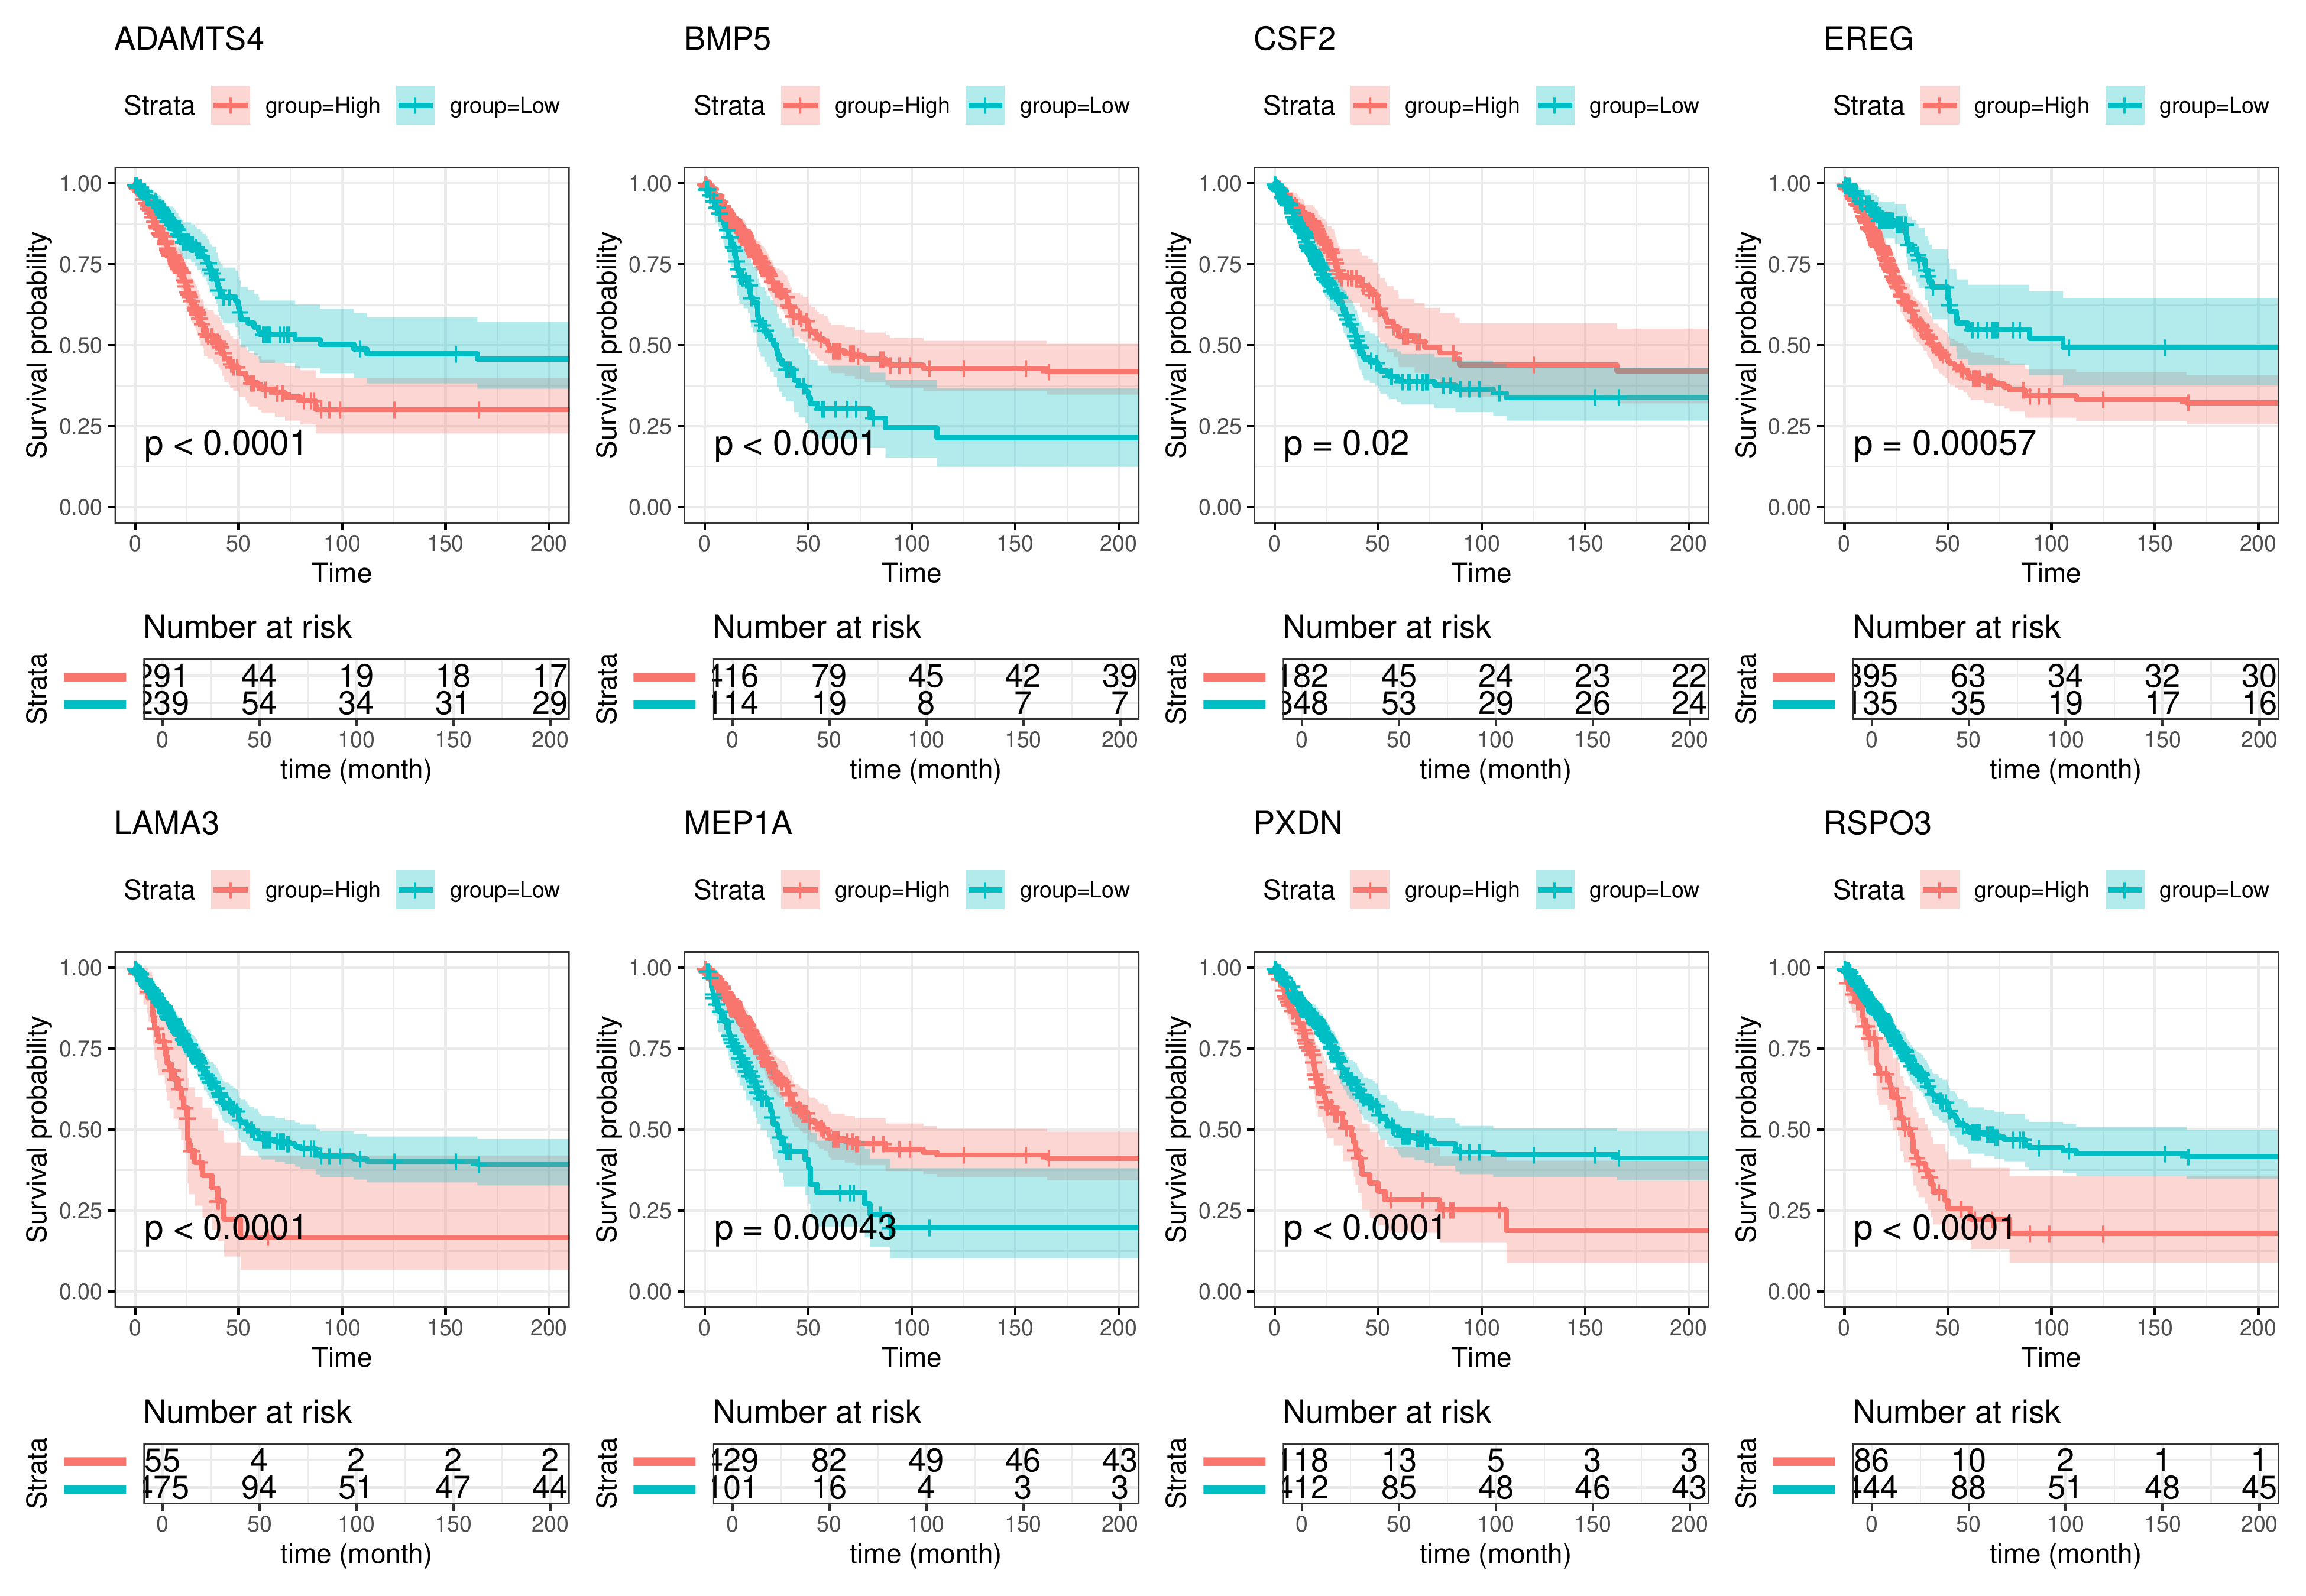 ADAMTS4
Strata group=High group=Low
Survival probability
1.00
0.75
0.50
0.25
0.00
p < 0.0001
0 50 100 150 200
Time
Number at risk
Strata
291 44 19 18 17
239 54 34 31 29
0 50 100 150 200
time (month)
BMP5
Strata group=High group=Low
Survival probability
1.00
0.75
0.50
0.25
0.00
p < 0.0001
0 50 100 150 200
Time
Number at risk
Strata
416 79 45 42 39
114 19 8 7 7
0 50 100 150 200
time (month)
CSF2
Strata group=High group=Low
Survival probability
1.00
0.75
0.50
0.25
0.00
p = 0.02
0 50 100 150 200
Time
Number at risk
Strata
182 45 24 23 22
348 53 29 26 24
0 50 100 150 200
time (month)
EREG
Strata group=High group=Low
Survival probability
1.00
0.75
0.50
0.25
0.00
p = 0.00057
0 50 100 150 200
Time
Number at risk
Strata
395 63 34 32 30
135 35 19 17 16
0 50 100 150 200
time (month)
LAMA3
Strata group=High group=Low
Survival probability
1.00
0.75
0.50
0.25
0.00
p < 0.0001
0 50 100 150 200
Time
Number at risk
Strata
55 4 2 2 2
475 94 51 47 44
0 50 100 150 200
time (month)
MEP1A
Strata group=High group=Low
Survival probability
1.00
0.75
0.50
0.25
0.00
p = 0.00043
0 50 100 150 200
Time
Number at risk
Strata
429 82 49 46 43
101 16 4 3 3
0 50 100 150 200
time (month)
PXDN
Strata group=High group=Low
Survival probability
1.00
0.75
0.50
0.25
0.00
p < 0.0001
0 50 100 150 200
Time
Number at risk
Strata
118 13 5 3 3
412 85 48 46 43
0 50 100 150 200
time (month)
RSPO3
Strata group=High group=Low
Survival probability
1.00
0.75
0.50
0.25
0.00
p < 0.0001
0 50 100 150 200
Time
Number at risk
Strata
86 10 2 1 1
444 88 51 48 45
0 50 100 150 200
time (month)